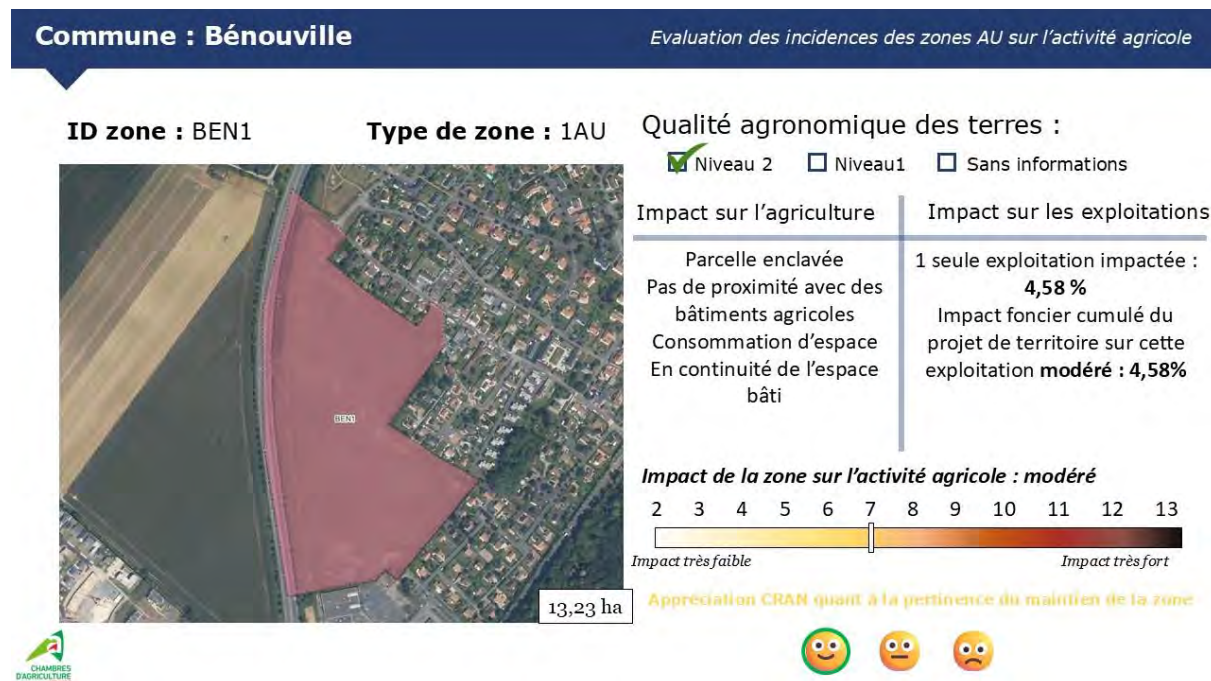 Commune : Bénouville
Evaluation des incidences des zones AU sur l'activité agricole
ID zone : BEN1
Type de zone : 1AU
BEN1
13,23 ha
Qualité agronomique des terres :
Niveau 2
Niveau1
Sans informations
Impact sur l'agriculture
Parcelle enclavée
Pas de proximité avec des
bâtiments agricoles
Consommation d'espace
En continuité de l'espace
bâti
Impact sur les exploitations
1 seule exploitation impactée :
4,58 %
Impact foncier cumulé du
projet de territoire sur cette
exploitation modéré : 4,58%
Impact de la zone sur l'activité agricole : modéré
2 3 4 5 6 7 8 9 10 11 12 13
Impact très faible
Impact très fort
Appréciation CRAN quant à la pertinence du maintien de la zone
CHAMBRES
D'AGRICULTURE